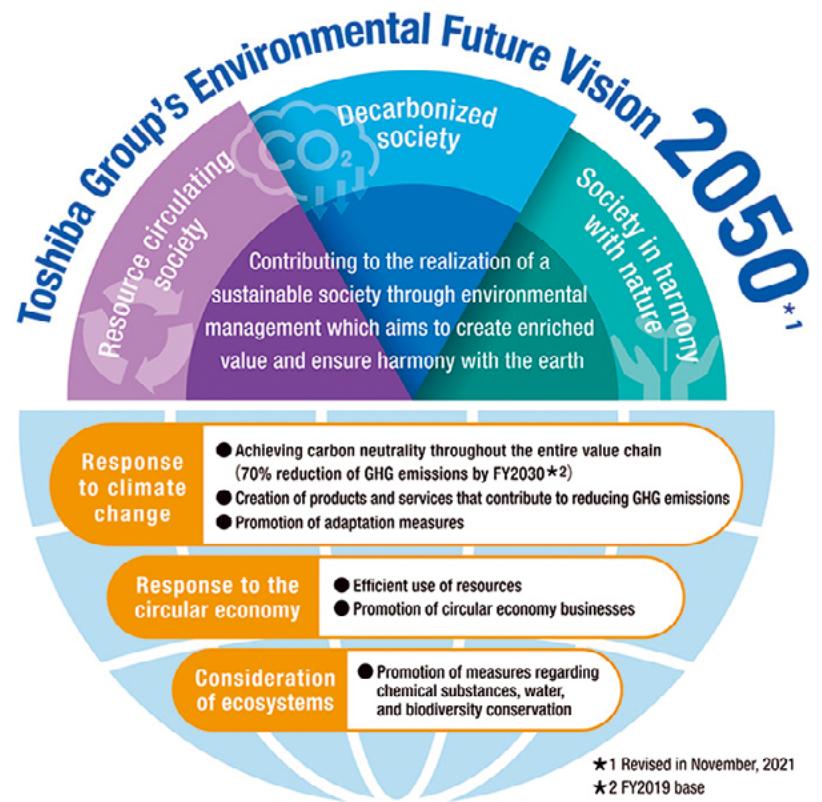 Toshiba Group's Environmental Future Vision 2050*1
Resource circulating
society
CO2
Decarbonized
society
Society in harmony
with nature
Contributing to the realization of a
sustainable society through environmental
management which aims to create enriched
value and ensure harmony with the earth
Response
to climate
change
● Achieving carbon neutrality throughout the entire value chain
(70% reduction of GHG emissions by FY2030★2)
● Creation of products and services that contribute to reducing GHG emissions
● Promotion of adaptation measures
Response to the
circular economy
● Efficient use of resources
● Promotion of circular economy businesses
Consideration
of ecosystems
● Promotion of measures regarding
chemical substances, water,
and biodiversity conservation
★1 Revised in November, 2021
★2 FY2019 base